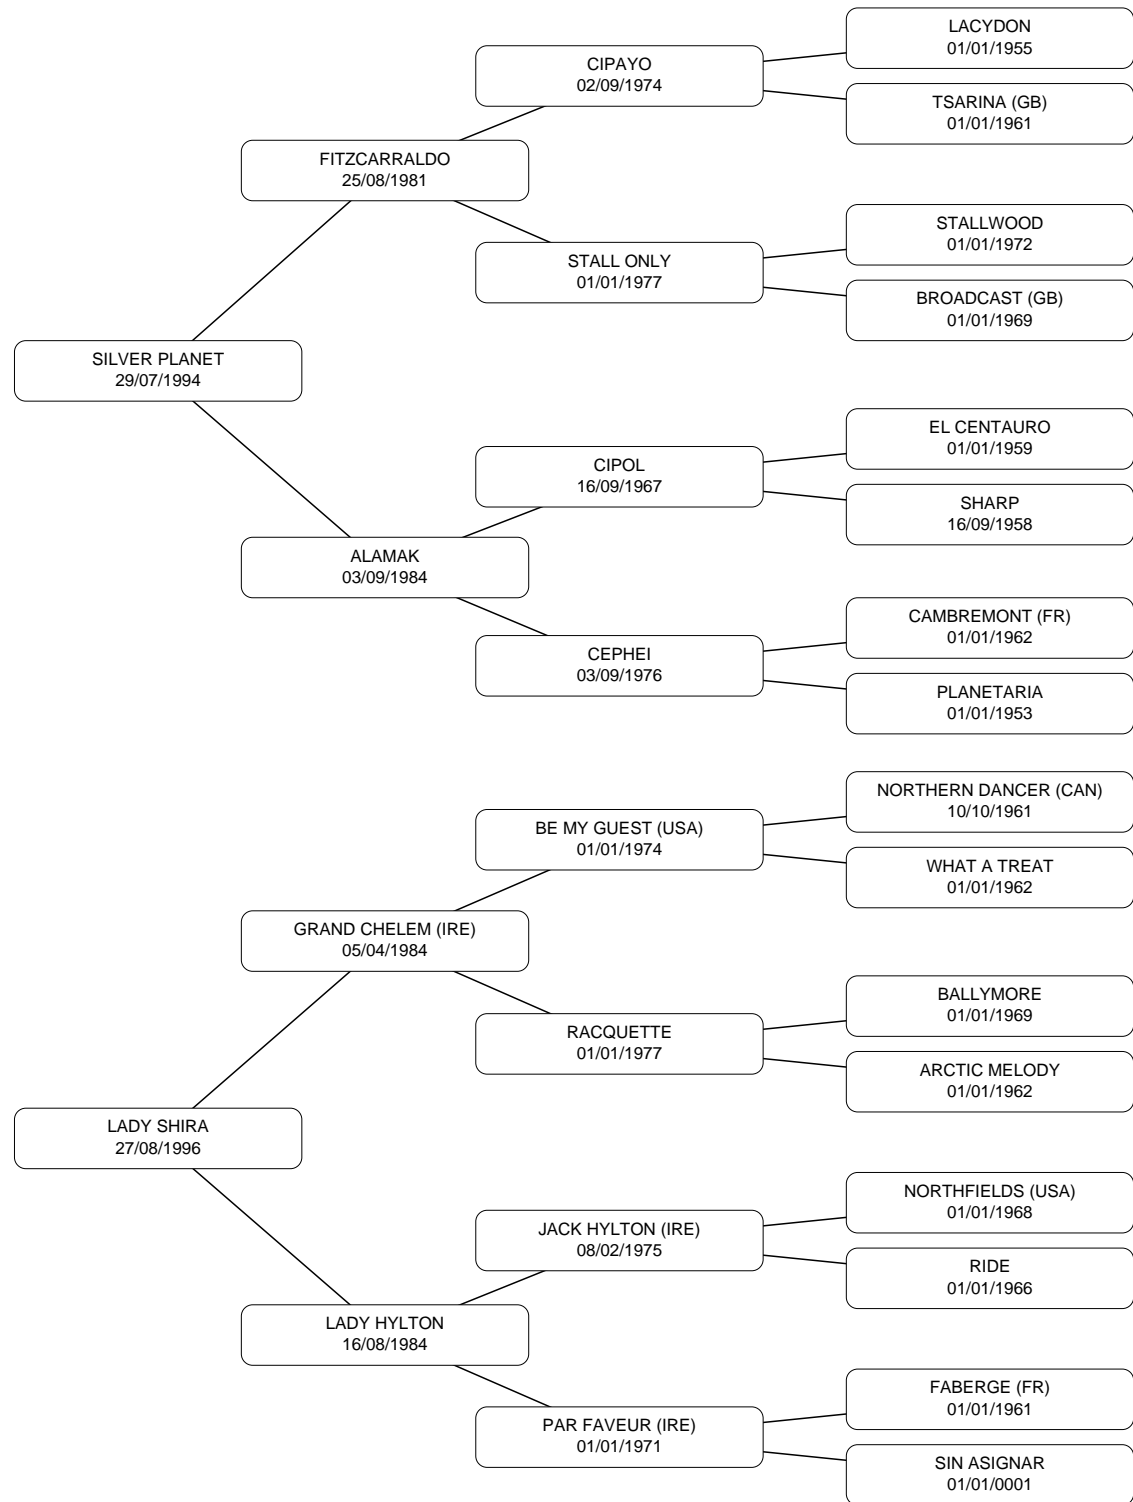 LACYDON
01/01/1955
CIPAYO
02/09/1974
TSARINA (GB)
01/01/1961
FITZCARRALDO
25/08/1981
STALLWOOD
01/01/1972
STALL ONLY
01/01/1977
BROADCAST (GB)
01/01/1969
SILVER PLANET
29/07/1994
EL CENTAURO
01/01/1959
CIPOL
16/09/1967
SHARP
16/09/1958
ALAMAK
03/09/1984
CAMBREMONT (FR)
01/01/1962
CEPHEI
03/09/1976
PLANETARIA
01/01/1953
NORTHERN DANCER (CAN)
10/10/1961
BE MY GUEST (USA)
01/01/1974
WHAT A TREAT
01/01/1962
GRAND CHELEM (IRE)
05/04/1984
BALLYMORE
01/01/1969
RACQUETTE
01/01/1977
ARCTIC MELODY
01/01/1962
LADY SHIRA
27/08/1996
NORTHFIELDS (USA)
01/01/1968
JACK HYLTON (IRE)
08/02/1975
RIDE
01/01/1966
LADY HYLTON
16/08/1984
FABERGE (FR)
01/01/1961
PAR FAVEUR (IRE)
01/01/1971
SIN ASIGNAR
01/01/0001